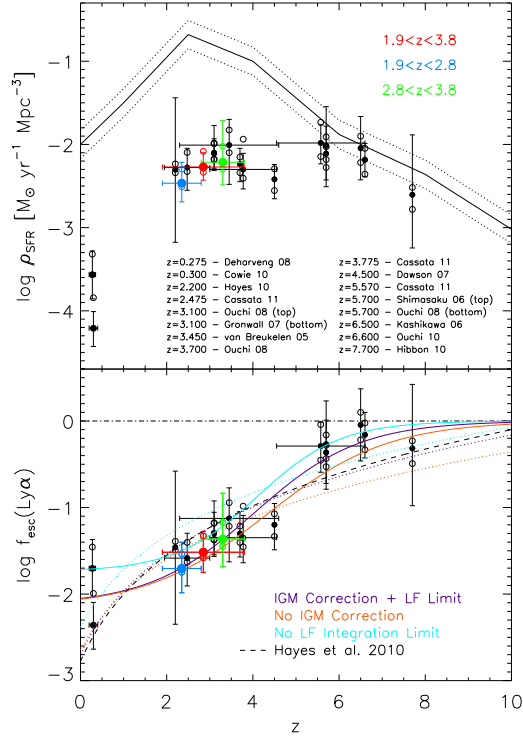 1.9<z<3.8
1.9<z<2.8
2.8<z<3.8
log ρSFR [M⊙ yr−1 Mpc−3]
−1
−2
−3
−4
z=0.275 − Deharveng 08
z=0.300 − Cowie 10
z=2.200 − Hayes 10
z=2.475 − Cassata 11
z=3.100 − Ouchi 08 (top)
z=3.100 − Gronwall 07 (bottom)
z=3.450 − van Breukelen 05
z=3.700 − Ouchi 08
z=3.775 − Cassata 11
z=4.500 − Dawson 07
z=5.570 − Cassata 11
z=5.700 − Shimasaku 06 (top)
z=5.700 − Ouchi 08 (bottom)
z=6.500 − Kashikawa 06
z=6.600 − Ouchi 10
z=7.700 − Hibbon 10
log fesc(Lyα)
0
−1
−2
−3
IGM Correction + LF Limit
No IGM Correction
No LF Integration Limit
Hayes et al. 2010
0 2 4 6 8 10
z